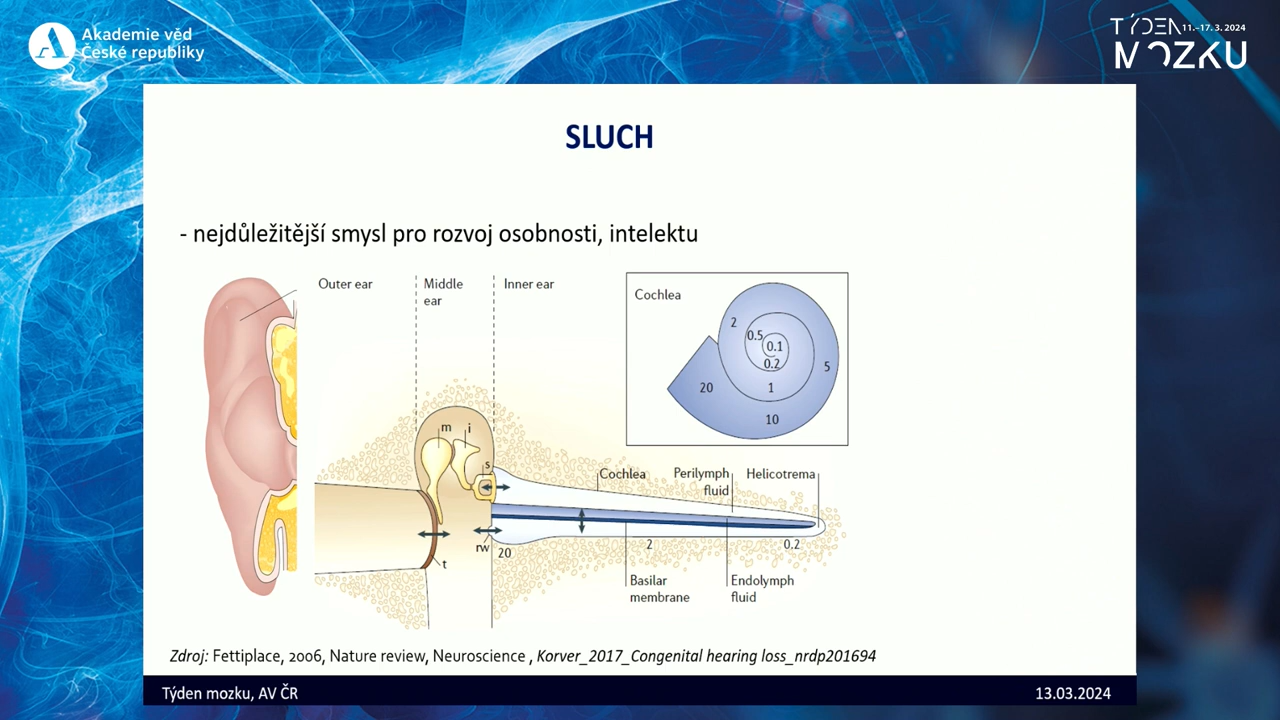 Akademie věd
České republiky
TÝDEN 11.–17. 3. 2024
MOZKU
SLUCH
- nejdůležitější smysl pro rozvoj osobnosti, intelektu
Outer ear
Middle
ear
Inner ear
Cochlea
2
0.5
0.1
0.2
5
20
1
10
m
i
s
Cochlea
Perilymph
fluid
Helicotrema
rw
20
2
0.2
t
Basilar
membrane
Endolymph
fluid
Zdroj: Fettiplace, 2006, Nature review, Neuroscience , Korver_2017_Congenital hearing loss_nrdp201694
Týden mozku, AV ČR
13.03.2024